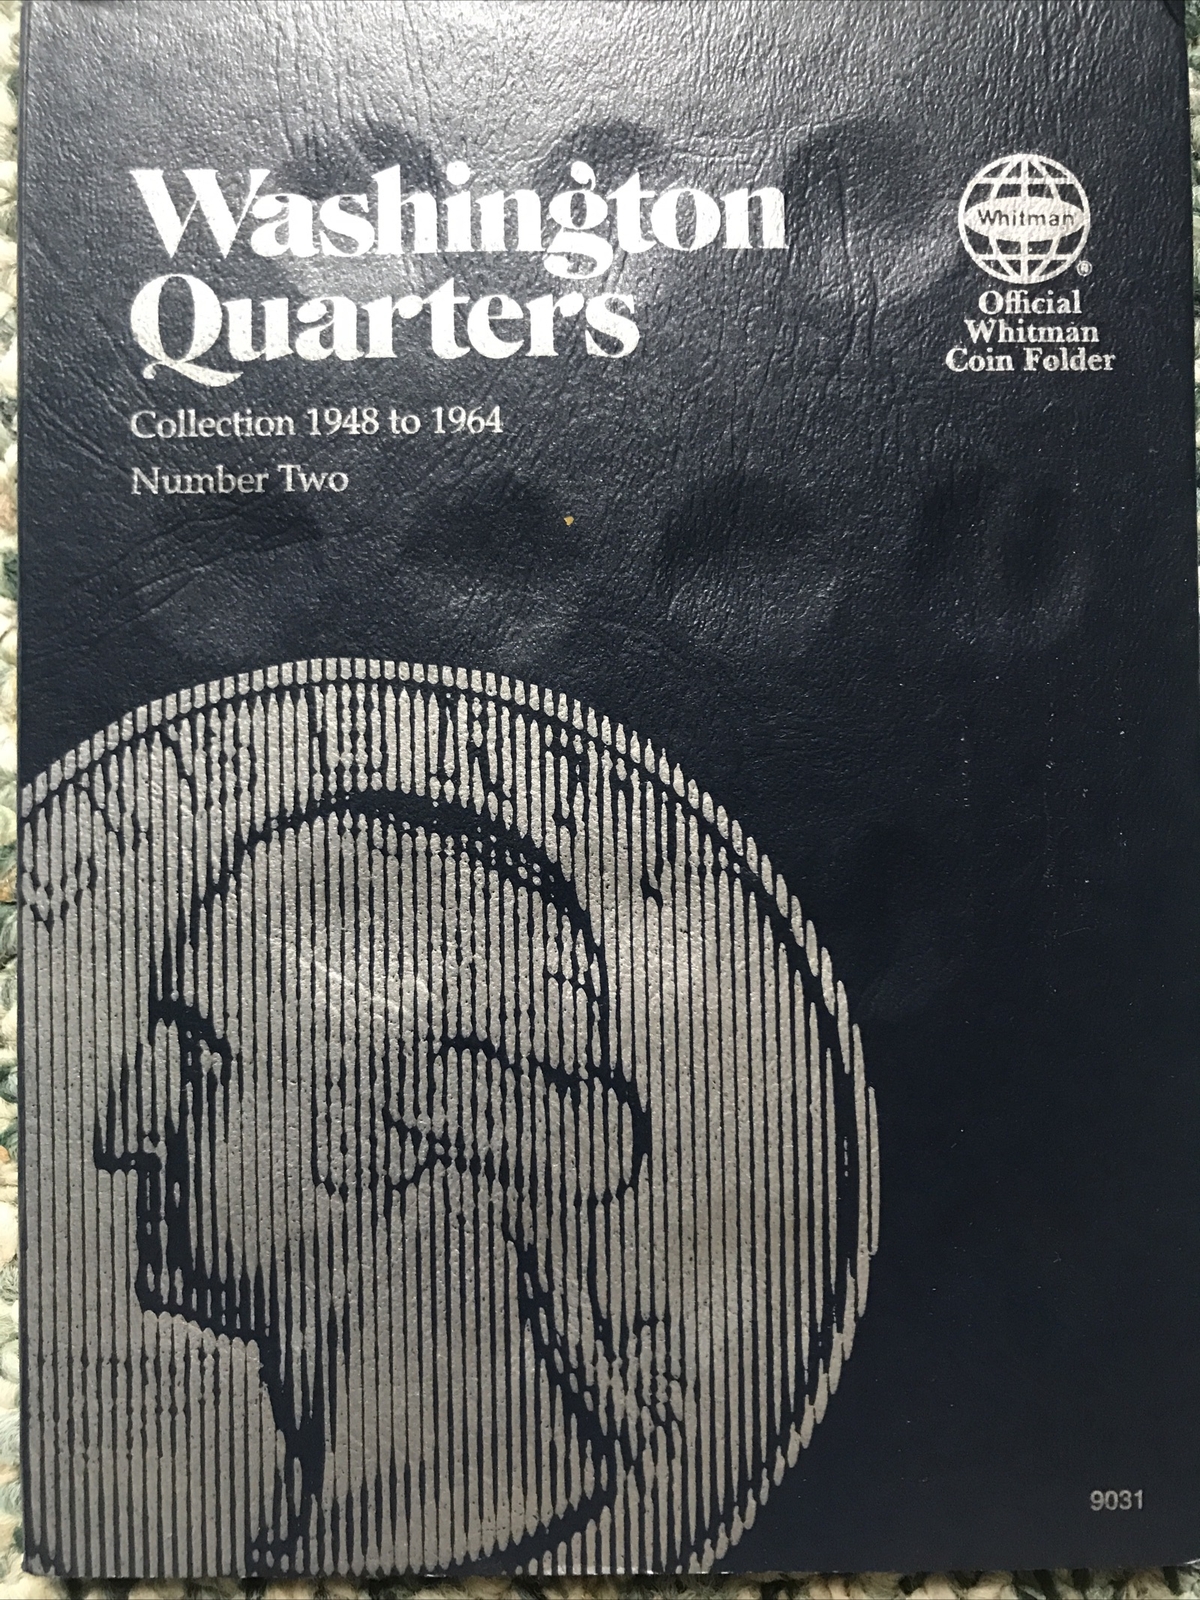 Washington
Quarters
Collection 1948 to 1964
Number Two
Whitman
®
Official
Whitman
Coin Folder
9031